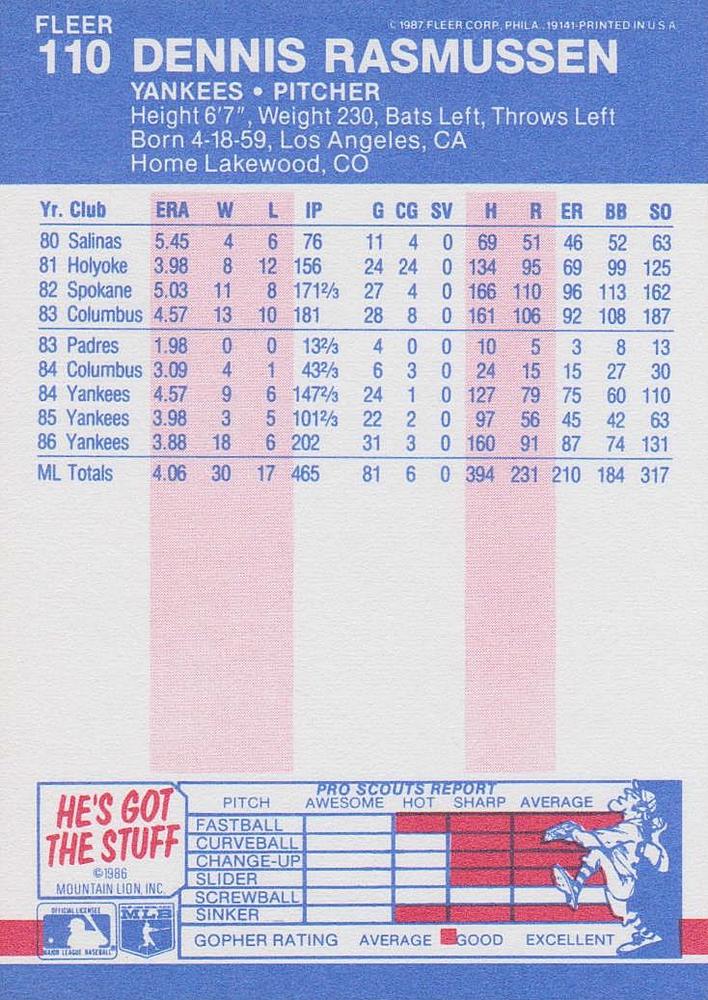 FLEER
© 1987 FLEER CORP. PHILA., 19141-PRINTED IN U S A
110 DENNIS RASMUSSEN
YANKEES • PITCHER
Height 6'7", Weight 230, Bats Left, Throws Left
Born 4-18-59, Los Angeles, CA
Home Lakewood, CO
Yr. Club ERA W L IP G CG SV H R ER BB SO
80 Salinas 5.45 4 6 76 11 4 0 69 51 46 52 63
81 Holyoke 3.98 8 12 156 24 24 0 134 95 69 99 125
82 Spokane 5.03 11 8 1712/3 27 4 0 166 110 96 113 162
83 Columbus 4.57 13 10 181 28 8 0 161 106 92 108 187
83 Padres 1.98 0 0 132/3 4 0 0 10 5 3 8 13
84 Columbus 3.09 4 1 432/3 6 3 0 24 15 15 27 30
84 Yankees 4.57 9 6 1472/3 24 1 0 127 79 75 60 110
85 Yankees 3.98 3 5 1012/3 22 2 0 97 56 45 42 63
86 Yankees 3.88 18 6 202 31 3 0 160 91 87 74 131
ML Totals 4.06 30 17 465 81 6 0 394 231 210 184 317
HE'S GOT
THE STUFF
©1986
MOUNTAIN LION, INC.
PRO SCOUTS REPORT
PITCH AWESOME HOT SHARP AVERAGE
FASTBALL
CURVEBALL
CHANGE-UP
SLIDER
SCREWBALL
SINKER
GOPHER RATING AVERAGE GOOD EXCELLENT
OFFICIAL LICENSEE
MAJOR LEAGUE BASEBALL
MLB